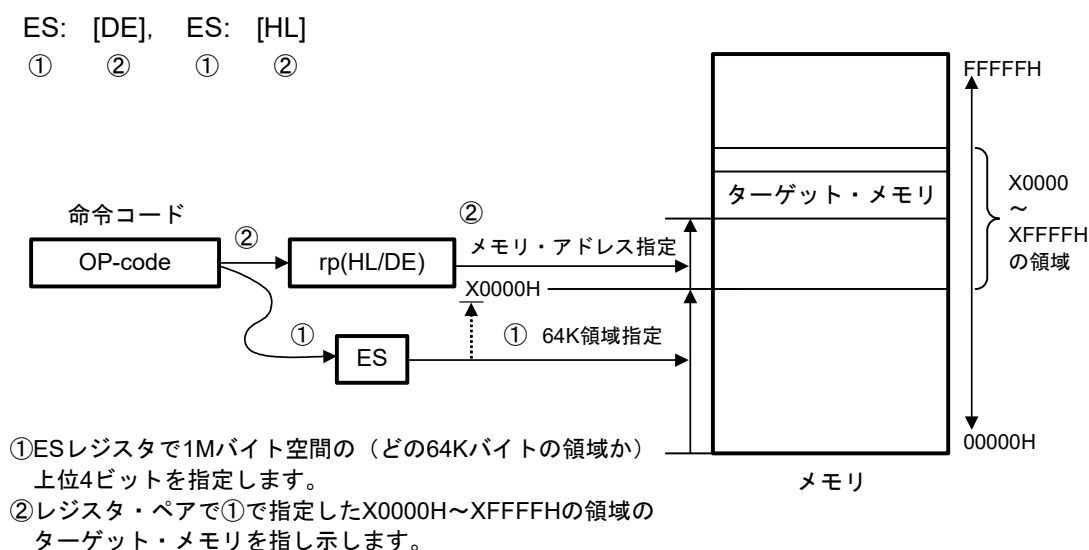 ES: [DE], ES: [HL]
① ② ① ②
FFFFFH
ターゲット・メモリ
X0000
～
XFFFFH
の領域
命令コード
OP-code
②
rp(HL/DE)
②
メモリ・アドレス指定
X0000H
①
ES
① 64K領域指定
00000H
メモリ
①ESレジスタで1Mバイト空間の（どの64Kバイトの領域か）
上位4ビットを指定します。
②レジスタ・ペアで①で指定したX0000H～XFFFFHの領域の
ターゲット・メモリを指し示します。